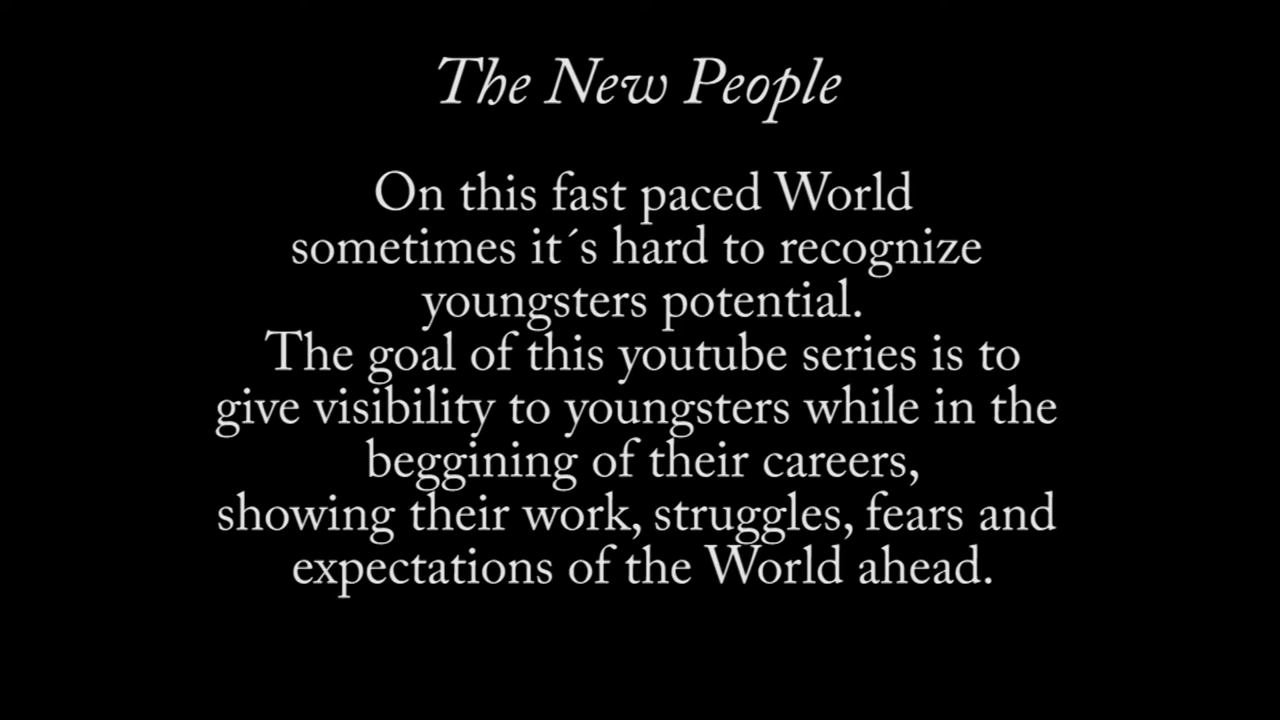 The New People
On this fast paced World
sometimes it´s hard to recognize
youngsters potential.
The goal of this youtube series is to
give visibility to youngsters while in the
beggining of their careers,
showing their work, struggles, fears and
expectations of the World ahead.